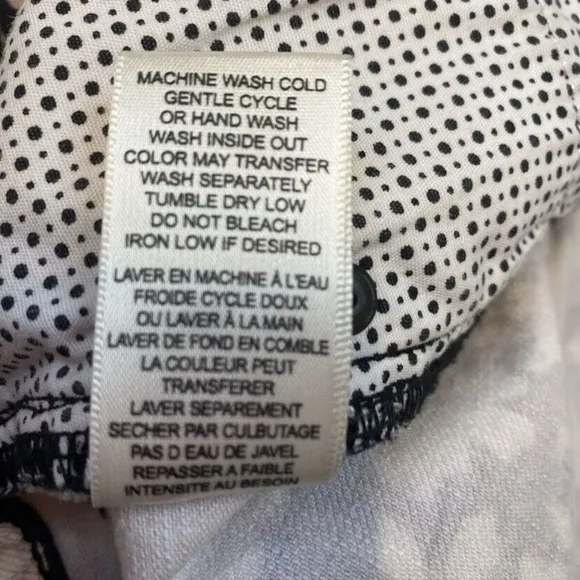 MACHINE WASH COLD
GENTLE CYCLE
OR HAND WASH
WASH INSIDE OUT
COLOR MAY TRANSFER
WASH SEPARATELY
TUMBLE DRY LOW
DO NOT BLEACH
IRON LOW IF DESIRED
LAVER EN MACHINE À L'EAU
FROIDE CYCLE DOUX
OU LAVER À LA MAIN
LAVER DE FOND EN COMBLE
LA COULEUR PEUT
TRANSFERER
LAVER SEPAREMENT
SECHER PAR CULBUTAGE
PAS D EAU DE JAVEL
REPASSER A FAIBLE
INTENSITE AU BESOIN